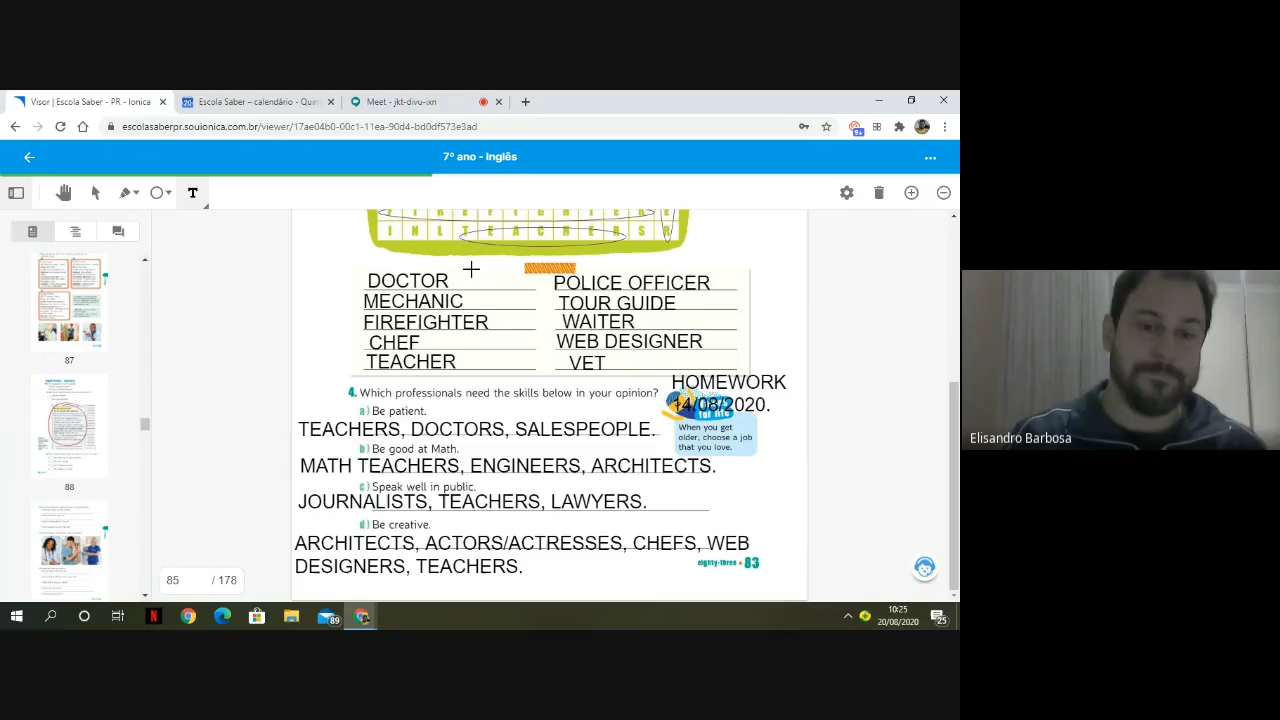 Visor | Escola Saber - PR - Ionica
Escola Saber – calendário - Quin
Meet - jkt-divu-ixn
escolasaberpr.souionica.com.br/viewer/17ae04b0-00c1-11ea-90d4-bd0df573e3ad
9+
7º ano - Inglês
T
F I R E F I G H T E R E
I N L T E A C H E R S R
DOCTOR POLICE OFFICER
MECHANIC TOUR GUIDE
FIREFIGHTER WAITER
CHEF WEB DESIGNER
TEACHER VET
87
88
85 / 178
HOMEWORK
14/08/2020.
4. Which professionals need the skills below in your opinion?
a) Be patient.
TEACHERS, DOCTORS, SALESPEOPLE.
b) Be good at Math.
MATH TEACHERS, ENGINEERS, ARCHITECTS.
c) Speak well in public.
JOURNALISTS, TEACHERS, LAWYERS.
d) Be creative.
ARCHITECTS, ACTORS/ACTRESSES, CHEFS, WEB
DESIGNERS, TEACHERS.
for life
When you get
older, choose a job
that you love.
eighty-three • 83
Elisandro Barbosa
N
89
10:25
20/08/2020
25